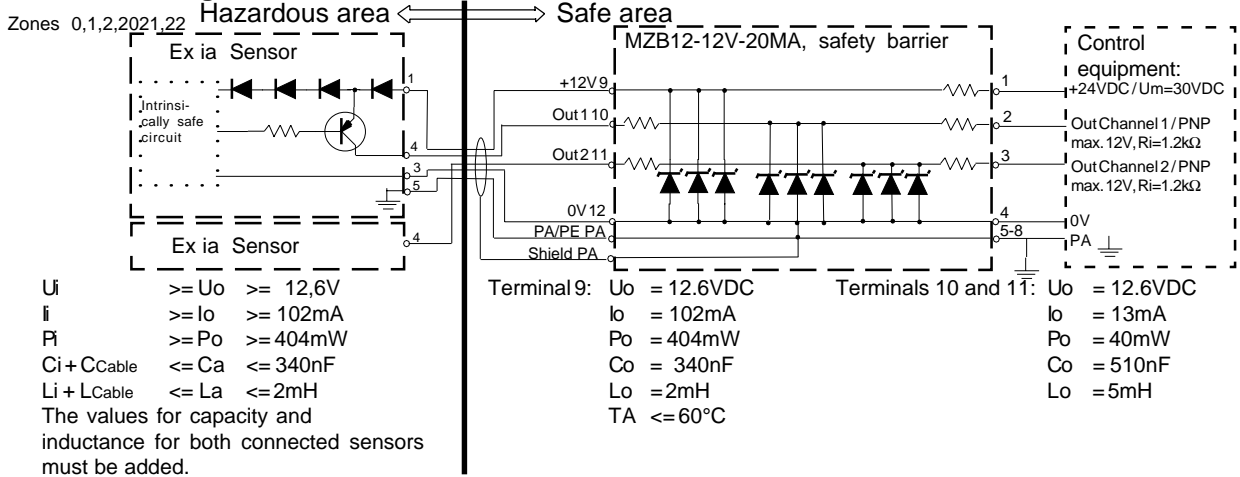 Hazardous area
Safe area
Zones 0,1,2,2021,22
Ex ia Sensor
Intrinsi-
cally safe
circuit
1
4
3
5
Ex ia Sensor
4
MZB12-12V-20MA, safety barrier
+12V 9
Out1 10
Out2 11
0V 12
PA/PE PA
Shield PA
1
2
3
4
5-8
Control
equipment:
+24VDC / Um=30VDC
Out Channel 1 / PNP
max. 12V, Ri=1.2kΩ
Out Channel 2 / PNP
max. 12V, Ri=1.2kΩ
0V
PA
Ui >= Uo >= 12,6V
Ii >= Io >= 102mA
Pi >= Po >= 404mW
Ci + CCable <= Ca <= 340nF
Li + LCable <= La <= 2mH
The values for capacity and
inductance for both connected sensors
must be added.
Terminal 9: Uo = 12.6VDC
Io = 102mA
Po = 404mW
Co = 340nF
Lo = 2mH
TA <= 60°C
Terminals 10 and 11: Uo = 12.6VDC
Io = 13mA
Po = 40mW
Co = 510nF
Lo = 5mH